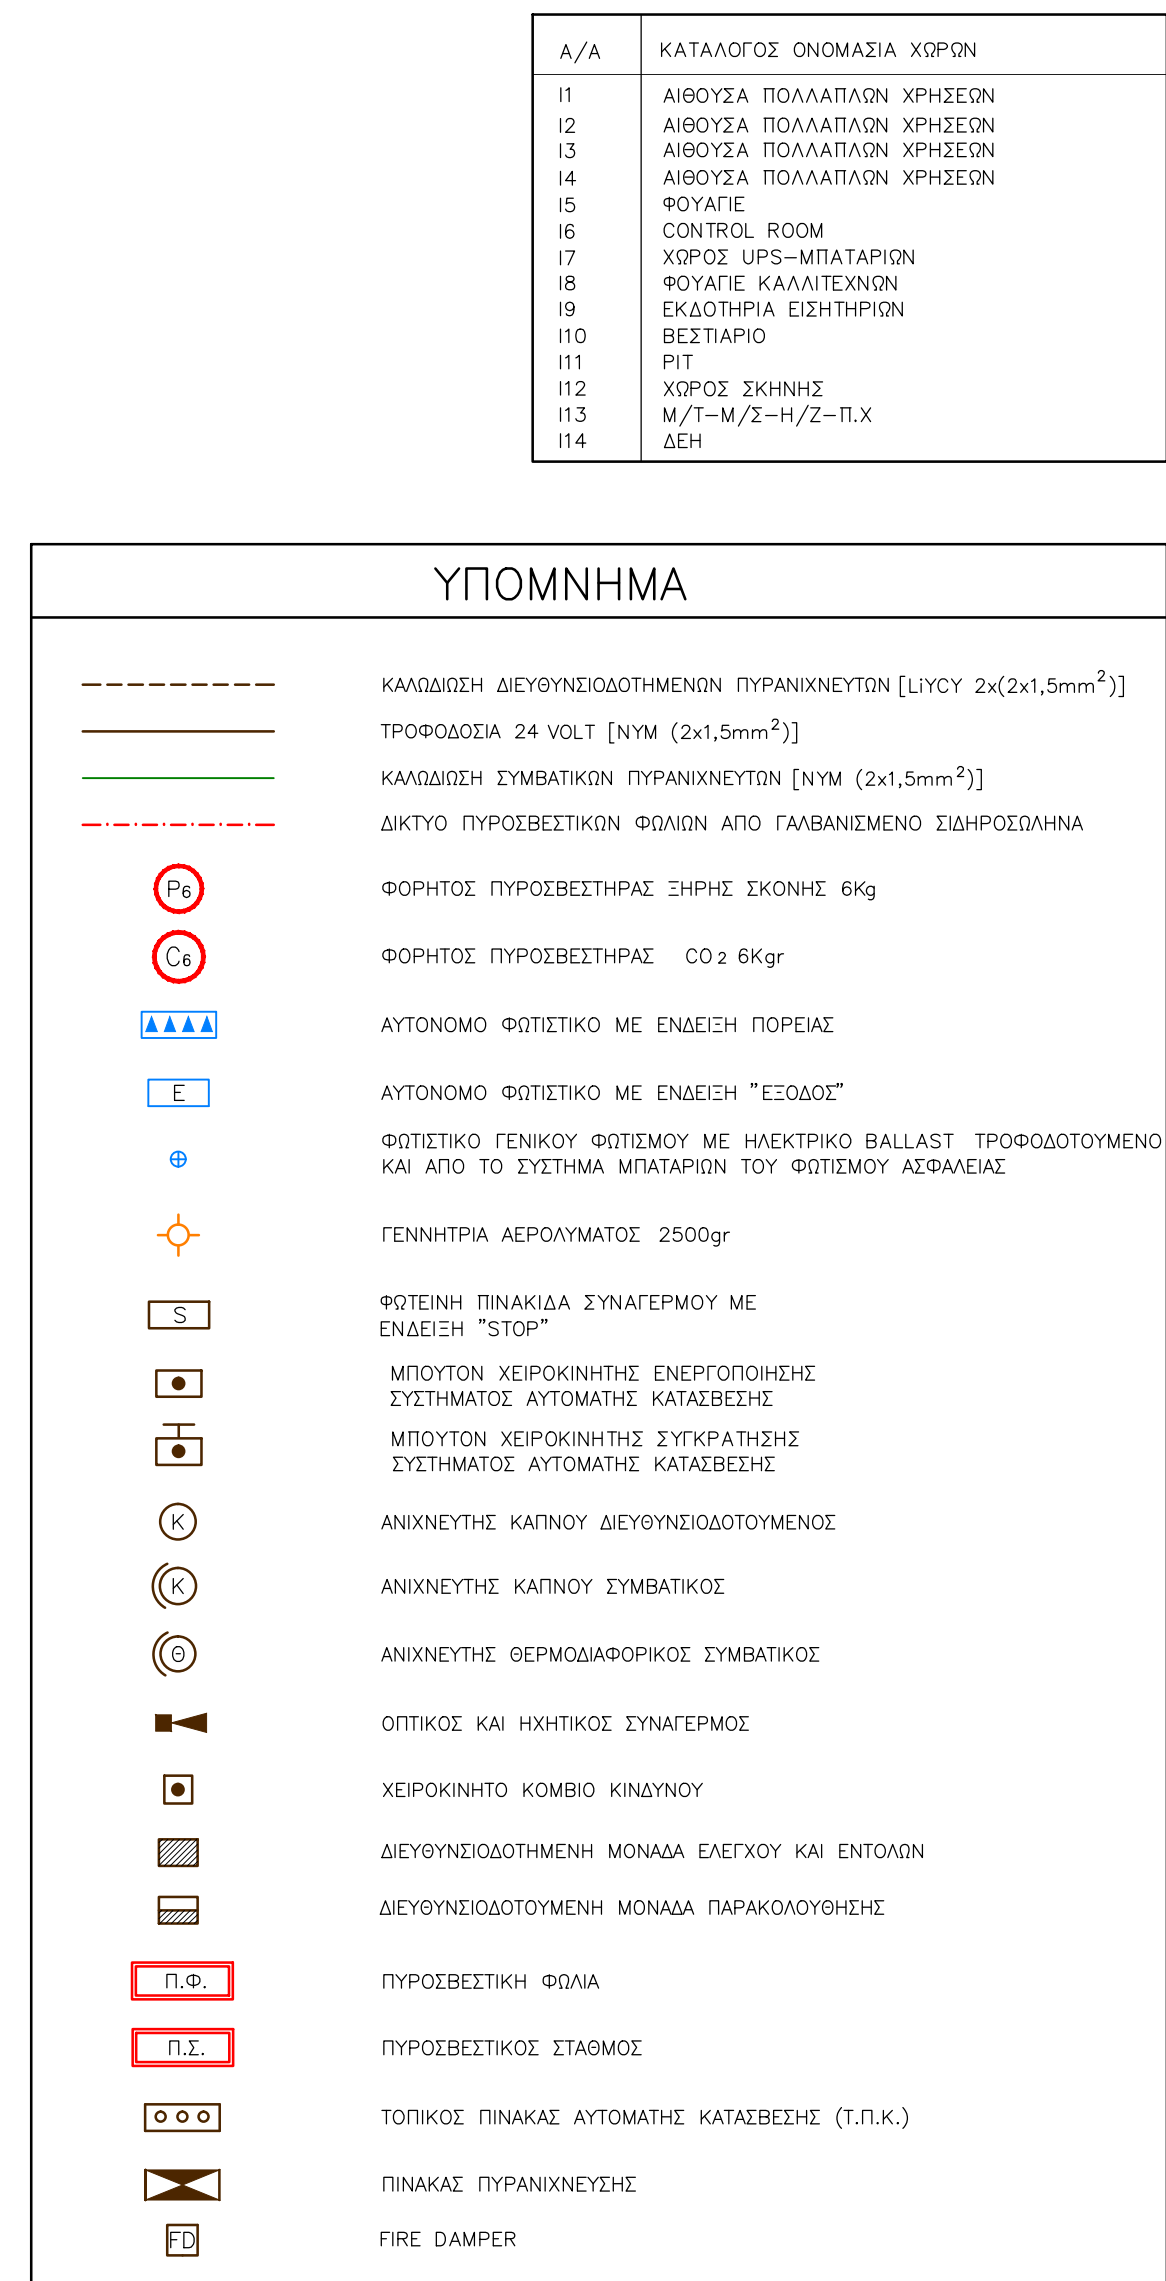 Α/Α ΚΑΤΑΛΟΓΟΣ ΟΝΟΜΑΣΙΑ ΧΩΡΩΝ
Ι1 ΑΙΘΟΥΣΑ ΠΟΛΛΑΠΛΩΝ ΧΡΗΣΕΩΝ
Ι2 ΑΙΘΟΥΣΑ ΠΟΛΛΑΠΛΩΝ ΧΡΗΣΕΩΝ
Ι3 ΑΙΘΟΥΣΑ ΠΟΛΛΑΠΛΩΝ ΧΡΗΣΕΩΝ
Ι4 ΑΙΘΟΥΣΑ ΠΟΛΛΑΠΛΩΝ ΧΡΗΣΕΩΝ
Ι5 ΦΟΥΑΓΙΕ
Ι6 CONTROL ROOM
Ι7 ΧΩΡΟΣ UPS-ΜΠΑΤΑΡΙΩΝ
Ι8 ΦΟΥΑΓΙΕ ΚΑΛΛΙΤΕΧΝΩΝ
Ι9 ΕΚΔΟΤΗΡΙΑ ΕΙΣΗΤΗΡΙΩΝ
Ι10 ΒΕΣΤΙΑΡΙΟ
Ι11 PIT
Ι12 ΧΩΡΟΣ ΣΚΗΝΗΣ
Ι13 Μ/Τ-Μ/Σ-Η/Ζ-Π.Χ
Ι14 ΔΕΗ
ΥΠΟΜΝΗΜΑ
ΚΑΛΩΔΙΩΣΗ ΔΙΕΥΘΥΝΣΙΟΔΟΤΗΜΕΝΩΝ ΠΥΡΑΝΙΧΝΕΥΤΩΝ [LiYCY 2x(2x1,5mm²)]
ΤΡΟΦΟΔΟΣΙΑ 24 VOLT [NYM (2x1,5mm²)]
ΚΑΛΩΔΙΩΣΗ ΣΥΜΒΑΤΙΚΩΝ ΠΥΡΑΝΙΧΝΕΥΤΩΝ [NYM (2x1,5mm²)]
ΔΙΚΤΥΟ ΠΥΡΟΣΒΕΣΤΙΚΩΝ ΦΩΛΙΩΝ ΑΠΟ ΓΑΛΒΑΝΙΣΜΕΝΟ ΣΙΔΗΡΟΣΩΛΗΝΑ
P6 ΦΟΡΗΤΟΣ ΠΥΡΟΣΒΕΣΤΗΡΑΣ ΞΗΡΗΣ ΣΚΟΝΗΣ 6Kg
C6 ΦΟΡΗΤΟΣ ΠΥΡΟΣΒΕΣΤΗΡΑΣ CO2 6Kgr
ΑΥΤΟΝΟΜΟ ΦΩΤΙΣΤΙΚΟ ΜΕ ΕΝΔΕΙΞΗ ΠΟΡΕΙΑΣ
E ΑΥΤΟΝΟΜΟ ΦΩΤΙΣΤΙΚΟ ΜΕ ΕΝΔΕΙΞΗ "ΕΞΟΔΟΣ"
ΦΩΤΙΣΤΙΚΟ ΓΕΝΙΚΟΥ ΦΩΤΙΣΜΟΥ ΜΕ ΗΛΕΚΤΡΙΚΟ BALLAST ΤΡΟΦΟΔΟΤΟΥΜΕΝΟ
ΚΑΙ ΑΠΟ ΤΟ ΣΥΣΤΗΜΑ ΜΠΑΤΑΡΙΩΝ ΤΟΥ ΦΩΤΙΣΜΟΥ ΑΣΦΑΛΕΙΑΣ
ΓΕΝΝΗΤΡΙΑ ΑΕΡΟΛΥΜΑΤΟΣ 2500gr
S ΦΩΤΕΙΝΗ ΠΙΝΑΚΙΔΑ ΣΥΝΑΓΕΡΜΟΥ ΜΕ
ΕΝΔΕΙΞΗ "STOP"
ΜΠΟΥΤΟΝ ΧΕΙΡΟΚΙΝΗΤΗΣ ΕΝΕΡΓΟΠΟΙΗΣΗΣ
ΣΥΣΤΗΜΑΤΟΣ ΑΥΤΟΜΑΤΗΣ ΚΑΤΑΣΒΕΣΗΣ
ΜΠΟΥΤΟΝ ΧΕΙΡΟΚΙΝΗΤΗΣ ΣΥΓΚΡΑΤΗΣΗΣ
ΣΥΣΤΗΜΑΤΟΣ ΑΥΤΟΜΑΤΗΣ ΚΑΤΑΣΒΕΣΗΣ
Κ ΑΝΙΧΝΕΥΤΗΣ ΚΑΠΝΟΥ ΔΙΕΥΘΥΝΣΙΟΔΟΤΟΥΜΕΝΟΣ
Κ ΑΝΙΧΝΕΥΤΗΣ ΚΑΠΝΟΥ ΣΥΜΒΑΤΙΚΟΣ
Θ ΑΝΙΧΝΕΥΤΗΣ ΘΕΡΜΟΔΙΑΦΟΡΙΚΟΣ ΣΥΜΒΑΤΙΚΟΣ
ΟΠΤΙΚΟΣ ΚΑΙ ΗΧΗΤΙΚΟΣ ΣΥΝΑΓΕΡΜΟΣ
ΧΕΙΡΟΚΙΝΗΤΟ ΚΟΜΒΙΟ ΚΙΝΔΥΝΟΥ
ΔΙΕΥΘΥΝΣΙΟΔΟΤΗΜΕΝΗ ΜΟΝΑΔΑ ΕΛΕΓΧΟΥ ΚΑΙ ΕΝΤΟΛΩΝ
ΔΙΕΥΘΥΝΣΙΟΔΟΤΟΥΜΕΝΗ ΜΟΝΑΔΑ ΠΑΡΑΚΟΛΟΥΘΗΣΗΣ
Π.Φ. ΠΥΡΟΣΒΕΣΤΙΚΗ ΦΩΛΙΑ
Π.Σ. ΠΥΡΟΣΒΕΣΤΙΚΟΣ ΣΤΑΘΜΟΣ
ΤΟΠΙΚΟΣ ΠΙΝΑΚΑΣ ΑΥΤΟΜΑΤΗΣ ΚΑΤΑΣΒΕΣΗΣ (Τ.Π.Κ.)
ΠΙΝΑΚΑΣ ΠΥΡΑΝΙΧΝΕΥΣΗΣ
FD FIRE DAMPER